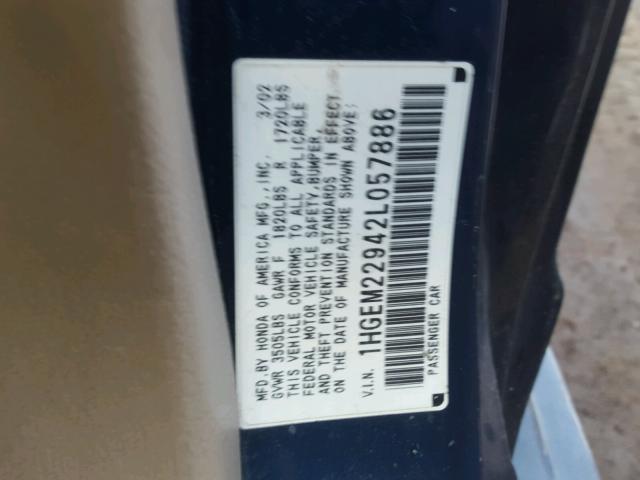 MFD.BY HONDA OF AMERICA MFG.,INC. 3/02
GVWR 3505LBS GAWR F 1820LBS R 1720LBS
THIS VEHICLE CONFORMS TO ALL APPLICABLE
FEDERAL MOTOR VEHICLE SAFETY,BUMPER,
AND THEFT PREVENTION STANDARDS IN EFFECT
ON THE DATE OF MANUFACTURE SHOWN ABOVE:
V.I.N. 1HGEM22942L057886
PASSENGER CAR